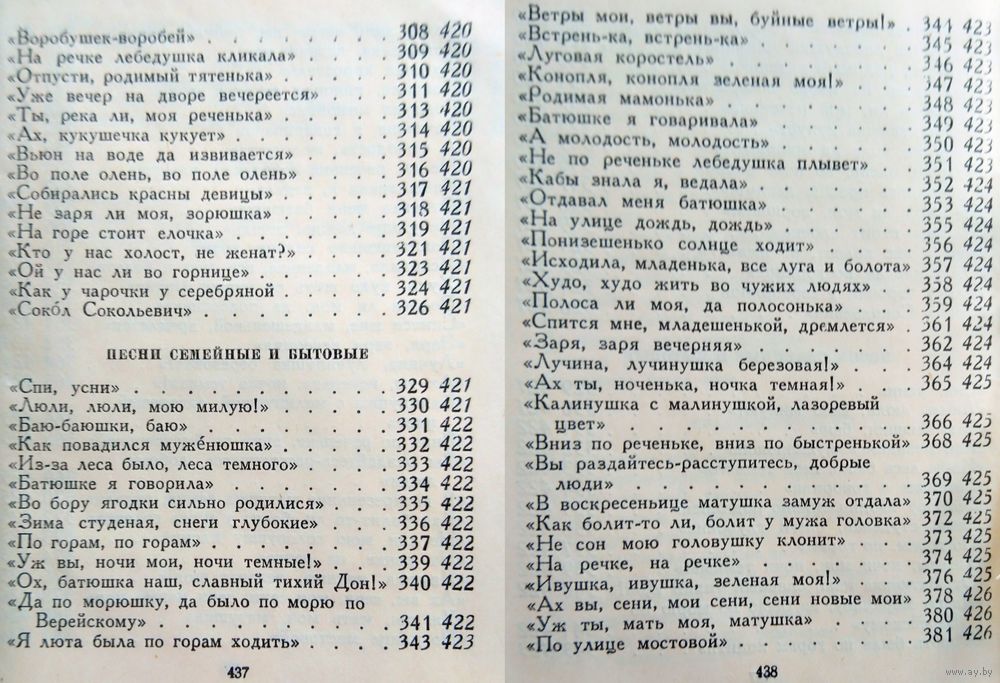 «Воробушек-воробей» . . . . . . . . 308 420
«На речке лебедушка кликала» . . . . . 309 420
«Отпусти, родимый тятенька» . . . . . 310 420
«Уже вечер на дворе вечереется» . . . . 311 420
«Ты, река ли, моя реченька» . . . . . 313 420
«Ах, кукушечка кукует» . . . . . . . 314 420
«Вьюн на воде да извивается» . . . . . 315 420
«Во поле олень, во поле олень» . . . . . 316 420
«Собирались красны девицы» . . . . . 317 421
«Не заря ли моя, зорюшка» . . . . . . 318 421
«На горе стоит елочка» . . . . . . . 319 421
«Кто у нас холост, не женат?» . . . . . 321 421
«Ой у нас ли во горнице» . . . . . . 323 421
«Как у чарочки у серебряной . . . . . 324 421
«Сокол Сокольевич» . . . . . . . . 326 421
ПЕСНИ СЕМЕЙНЫЕ И БЫТОВЫЕ
«Спи, усни» . . . . . . . . . . 329 421
«Люли, люли, мою милую!» . . . . . . 330 421
«Баю-баюшки, баю» . . . . . . . . 331 422
«Как повадился муже́нюшка» . . . . . . 332 422
«Из-за леса было, леса темного» . . . . . 333 422
«Батюшке я говорила» . . . . . . . . 334 422
«Во бору ягодки сильно родилися» . . . . 335 422
«Зима студеная, снеги глубокие» . . . . 336 422
«По горам, по горам» . . . . . . . . 337 422
«Уж вы, ночи мои, ночи темные!» . . . . 339 422
«Ох, батюшка наш, славный тихий Дон!» 340 422
«Да по морюшку, да было по морю по
Верейскому» . . . . . . . . . . 341 422
«Я люта была по горам ходить» . . . . 343 423
437
«Ветры мои, ветры вы, буйные ветры!» . 344 423
«Встрень-ка, встрень-ка» . . . . . . 345 423
«Луговая коростель» . . . . . . . . 346 423
«Конопля, конопля зеленая моя!» . . . . 347 423
«Родимая мамонька» . . . . . . . . 348 423
«Батюшке я говаривала» . . . . . . . 349 423
«А молодость, молодость» . . . . . . 350 423
«Не по реченьке лебедушка плывет» . . . 351 423
«Кабы знала я, ведала» . . . . . . . 352 424
«Отдавал меня батюшка» . . . . . . . 353 424
«На улице дождь, дождь» . . . . . . 355 424
«Понизешенько солнце ходит» . . . . . 356 424
«Исходила, младенька, все луга и болота» 357 424
«Худо, худо жить во чужих людях» . . . 358 424
«Полоса ли моя, да полосонька» . . . . 359 424
«Спится мне, младешенькой, дремлется» . 361 424
«Заря, заря вечерняя» . . . . . . . . 362 424
«Лучина, лучинушка березовая!» . . . . 364 424
«Ах ты, ноченька, ночка темная!» . . . . 365 425
«Калинушка с малинушкой, лазоревый
цвет» . . . . . . . . . . . . 366 425
«Вниз по реченьке, вниз по быстренькой» 368 425
«Вы раздайтесь-расступитесь, добрые
люди» . . . . . . . . . . . . 369 425
«В воскресеньице матушка замуж отдала» 370 425
«Как болит-то ли, болит у мужа головка» 372 425
«Не сон мою головушку клонит» . . . . 373 425
«На речке, на речке» . . . . . . . . 374 425
«Ивушка, ивушка, зеленая моя!» . . . . 376 425
«Ах вы, сени, мои сени, сени новые мои» 378 426
«Уж ты, мать моя, матушка» . . . . . 380 426
«По улице мостовой» . . . . . . . . 381 426
438
www.ay.by